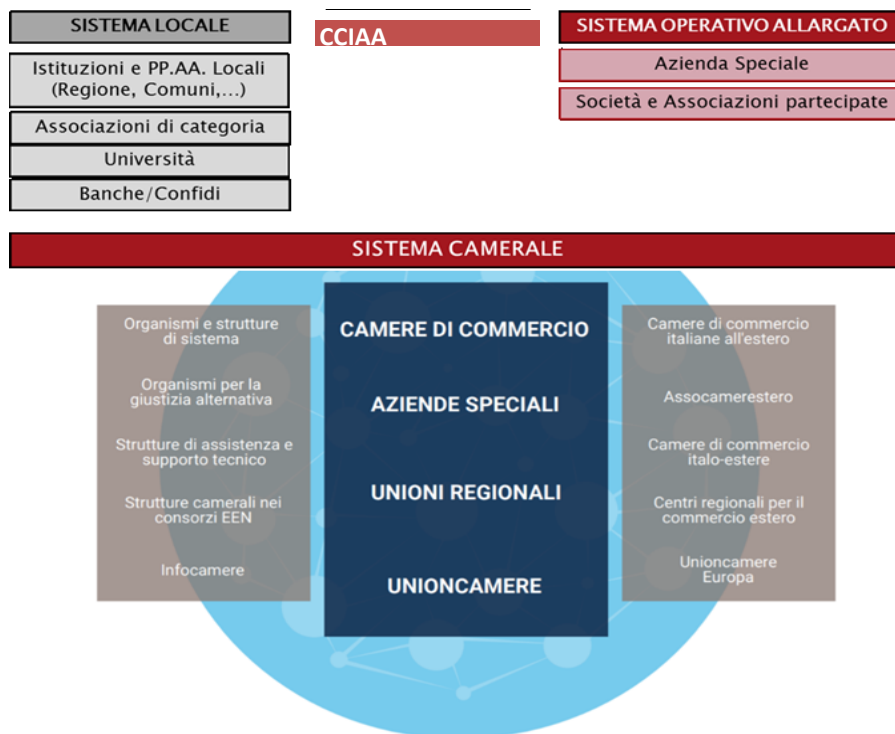 SISTEMA LOCALE
Istituzioni e PP.AA. Locali
(Regione, Comuni,...)
Associazioni di categoria
Università
Banche/Confidi
CCIAA
SISTEMA OPERATIVO ALLARGATO
Azienda Speciale
Società e Associazioni partecipate
SISTEMA CAMERALE
Organismi e strutture
di sistema
Organismi per la
giustizia alternativa
Strutture di assistenza e
supporto tecnico
Strutture camerali nei
consorzi EEN
Infocamere
CAMERE DI COMMERCIO
AZIENDE SPECIALI
UNIONI REGIONALI
UNIONCAMERE
Camere di commercio
italiane all'estero
Assocamerestero
Camere di commercio
italo-estere
Centri regionali per il
commercio estero
Unioncamere
Europa